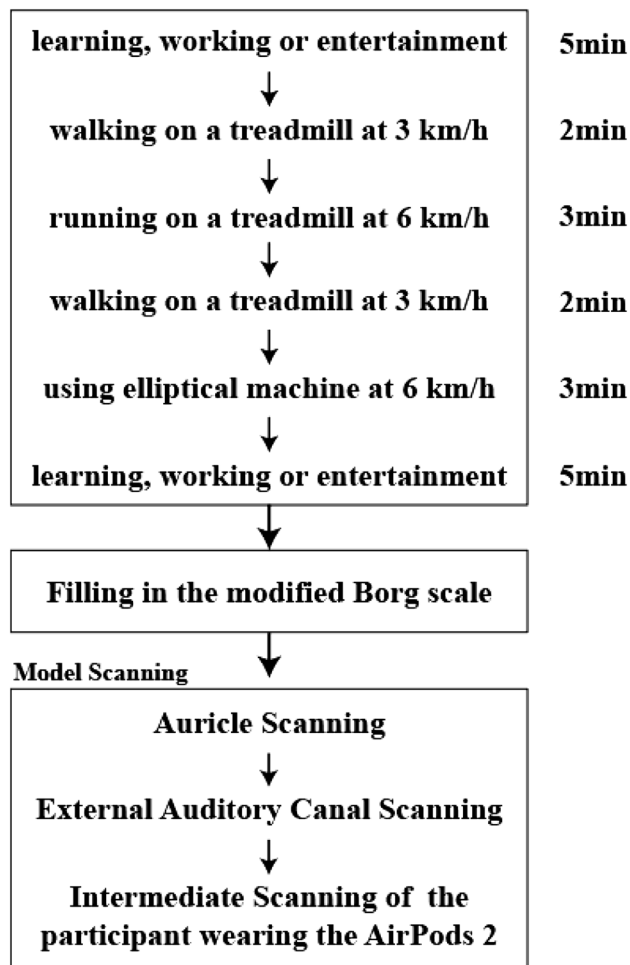 learning, working or entertainment 5min
walking on a treadmill at 3 km/h 2min
running on a treadmill at 6 km/h 3min
walking on a treadmill at 3 km/h 2min
using elliptical machine at 6 km/h 3min
learning, working or entertainment 5min
Filling in the modified Borg scale
Model Scanning
Auricle Scanning
External Auditory Canal Scanning
Intermediate Scanning of the
participant wearing the AirPods 2